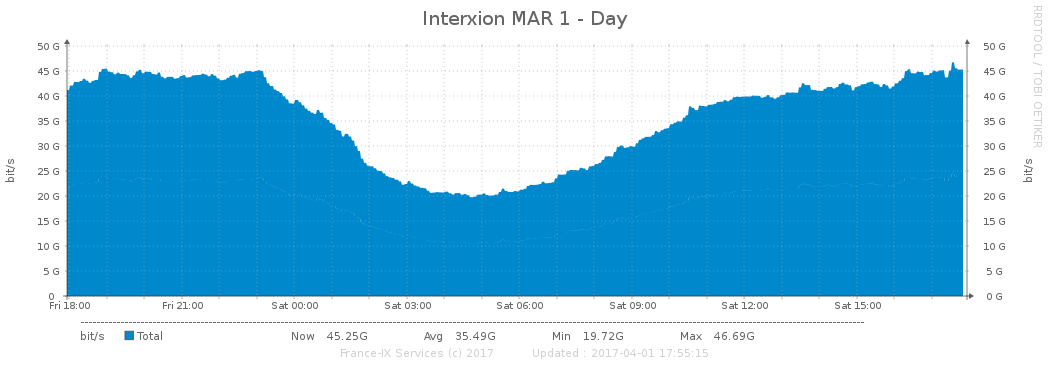 Interxion MAR 1 - Day
RRDTOOL / TOBI OETIKER
bit/s
50 G 50 G
45 G 45 G
40 G 40 G
35 G 35 G
30 G 30 G
25 G 25 G
20 G 20 G
15 G 15 G
10 G 10 G
5 G 5 G
0 0 G
bit/s
Fri 18:00 Fri 21:00 Sat 00:00 Sat 03:00 Sat 06:00 Sat 09:00 Sat 12:00 Sat 15:00
bit/s Total Now 45.25G Avg 35.49G Min 19.72G Max 46.69G
France-IX Services (c) 2017 Updated : 2017-04-01 17:55:15